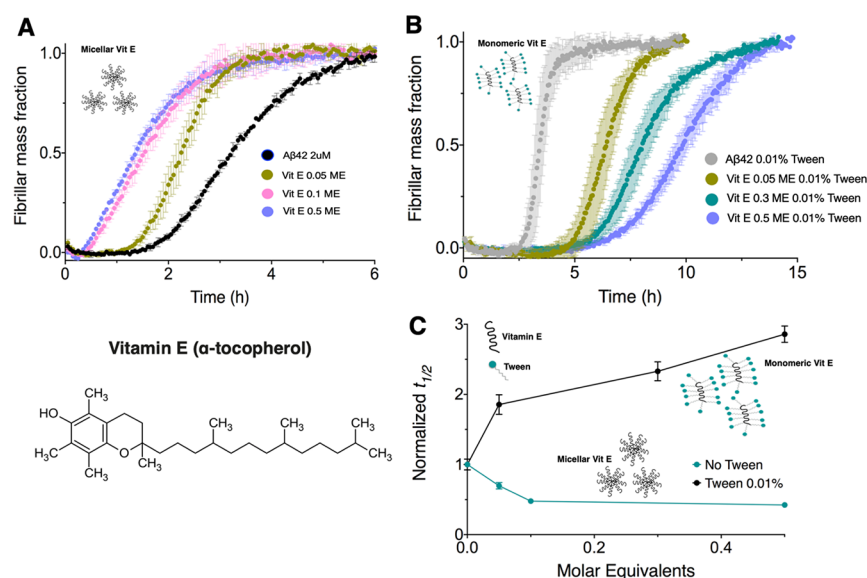 A
Micellar Vit E
Fibrillar mass fraction
1.0
0.5
0.0
Aβ42 2uM
Vit E 0.05 ME
Vit E 0.1 ME
Vit E 0.5 ME
0 2 4 6
Time (h)
B
Monomeric Vit E
Fibrillar mass fraction
1.0
0.5
0.0
Aβ42 0.01% Tween
Vit E 0.05 ME 0.01% Tween
Vit E 0.3 ME 0.01% Tween
Vit E 0.5 ME 0.01% Tween
0 5 10 15
Time (h)
Vitamin E (α-tocopherol)
CH₃
HO
CH₃ CH₃ CH₃
H₃C O CH₃ CH₃
CH₃
C
Normalized t1/2
3
2
1
0
Vitamin E
Tween
Monomeric Vit E
Micellar Vit E
No Tween
Tween 0.01%
0.0 0.2 0.4
Molar Equivalents